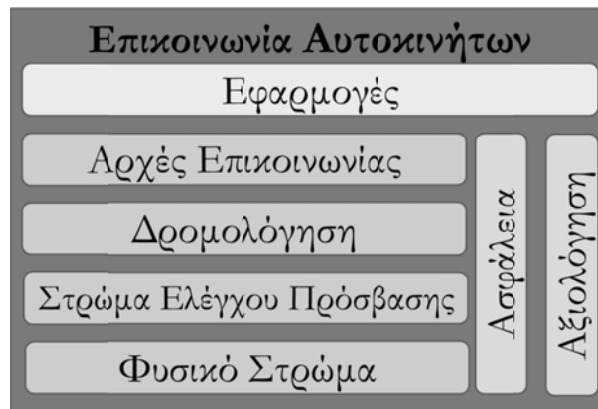 Επικοινωνία Αυτοκινήτων
Εφαρμογές
Αρχές Επικοινωνίας
Δρομολόγηση
Στρώμα Ελέγχου Πρόσβασης
Φυσικό Στρώμα
Ασφάλεια
Αξιολόγηση